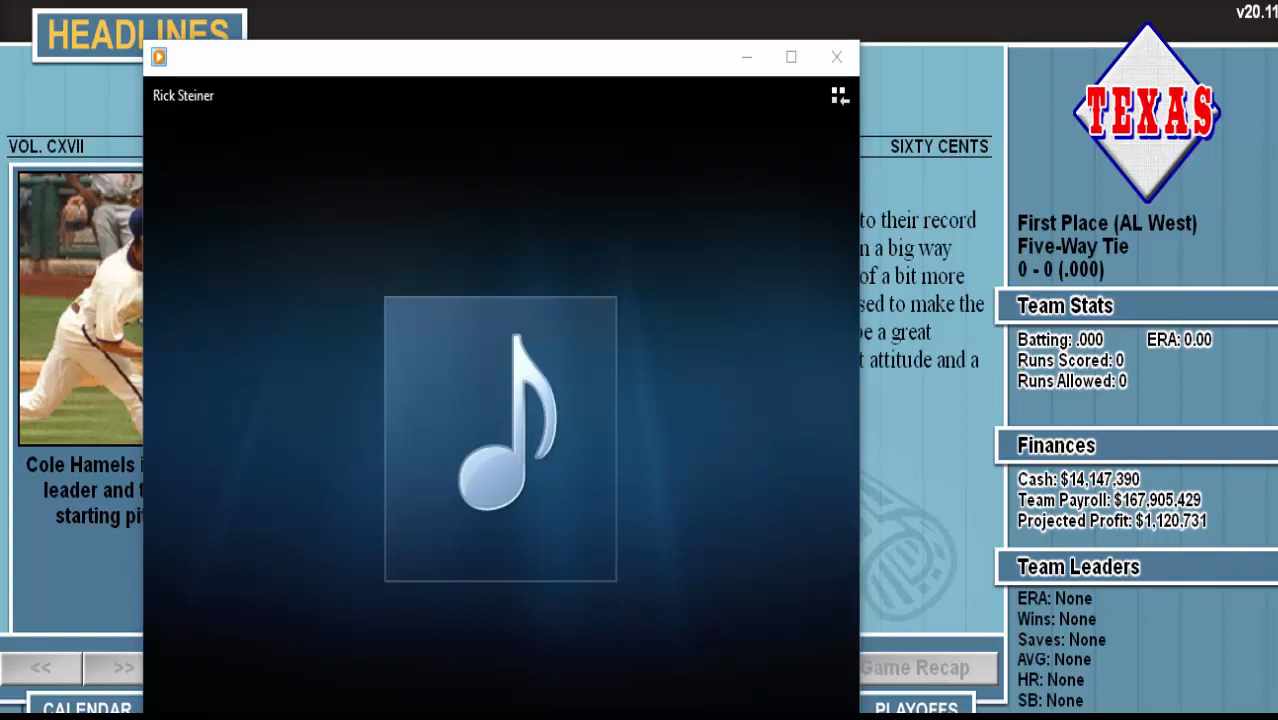 v20.11
HEADLINES
Rick Steiner
VOL. CXVII
SIXTY CENTS
TEXAS
to their record
n a big way
of a bit more
sed to make the
be a great
t attitude and a
Cole Hamels i
leader and t
starting pi
First Place (AL West)
Five-Way Tie
0 - 0 (.000)
Team Stats
Batting: .000 ERA: 0.00
Runs Scored: 0
Runs Allowed: 0
Finances
Cash: $14,147,390
Team Payroll: $167,905,429
Projected Profit: $1,120,731
Team Leaders
ERA: None
Wins: None
Saves: None
AVG: None
HR: None
SB: None
<< >> Game Recap
CALENDAR PLAYOFFS